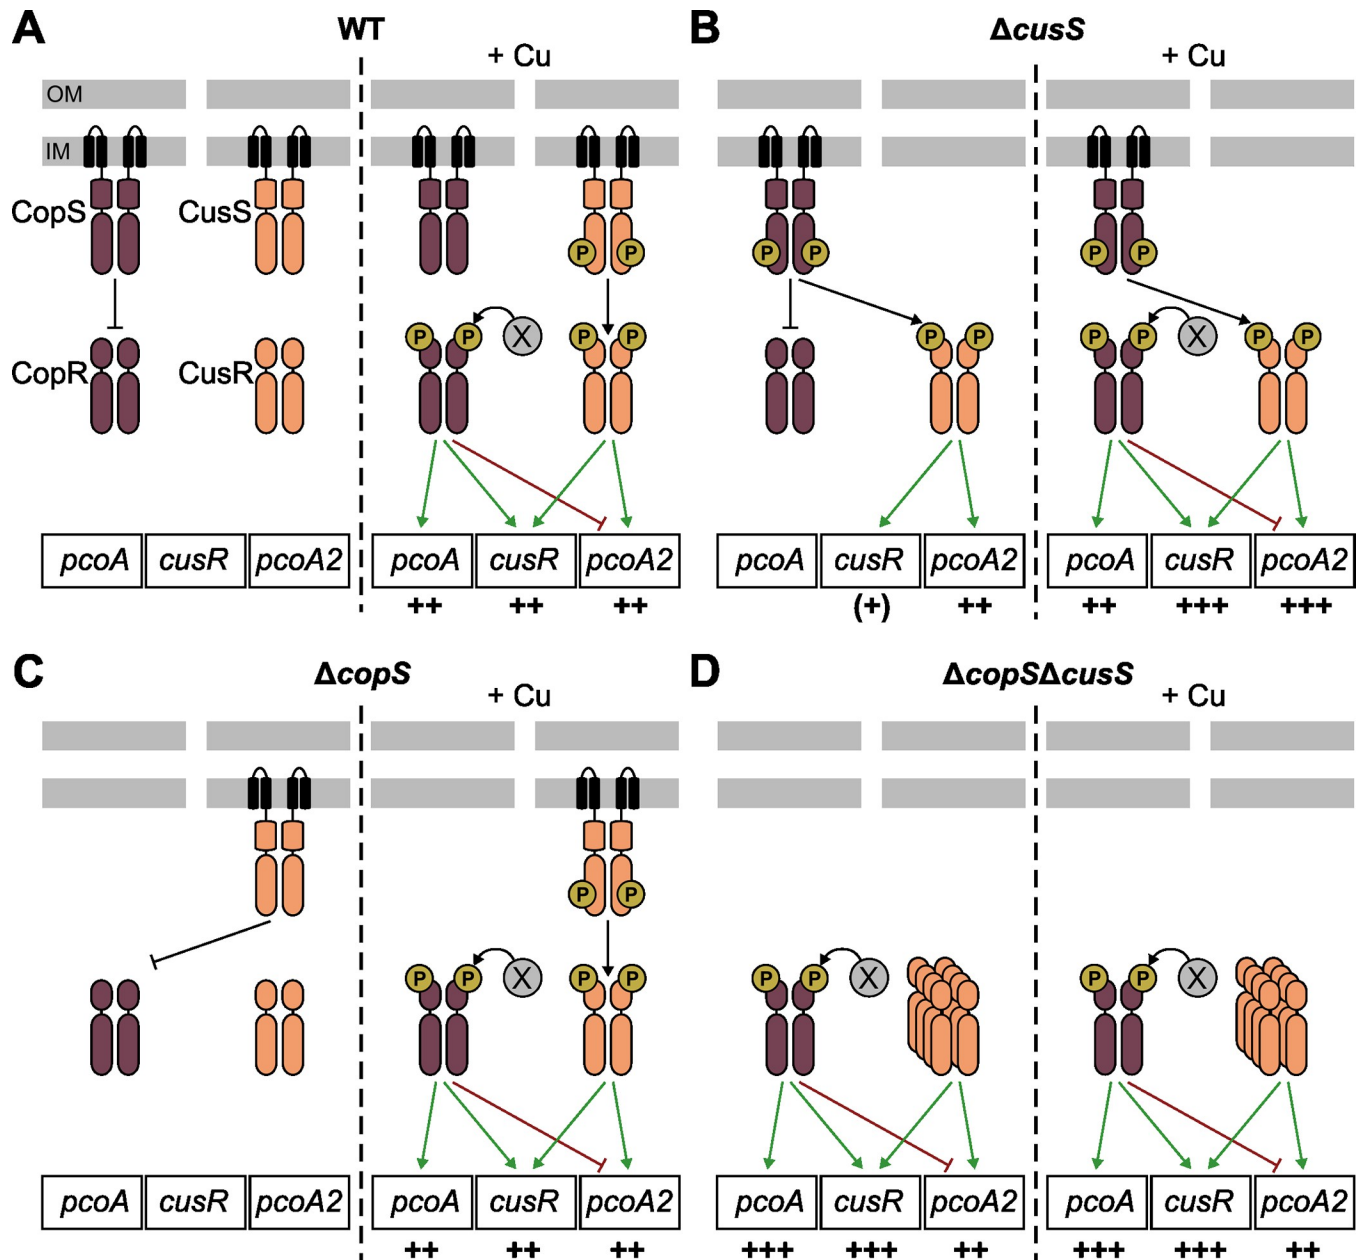 A
WT
+ Cu
OM
IM
CopS
CusS
P P
CopR
CusR
P P X P P
pcoA cusR pcoA2 pcoA cusR pcoA2
++ ++ ++
B
ΔcusS
+ Cu
P P P P
P P P P X P P
pcoA cusR pcoA2 pcoA cusR pcoA2
(+) ++ ++ +++ +++
C
ΔcopS
+ Cu
P P
P P X P P
pcoA cusR pcoA2 pcoA cusR pcoA2
++ ++ ++
D
ΔcopSΔcusS
+ Cu
P P X P P X
pcoA cusR pcoA2 pcoA cusR pcoA2
+++ +++ ++ +++ +++ ++